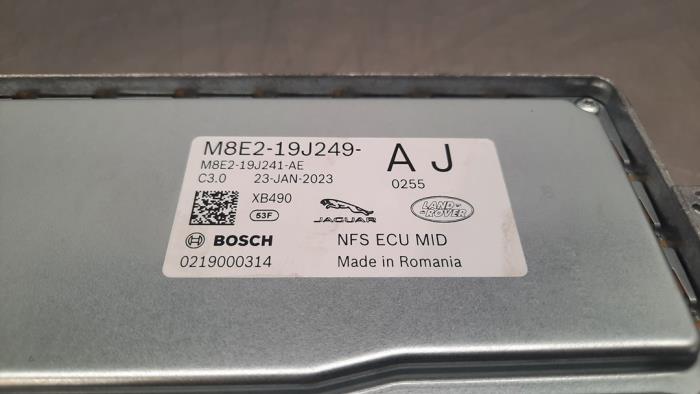 M8E2-19J249-
A J
M8E2-19J241-AE
C3.0 23-JAN-2023
0255
XB490
53F
JAGUAR
LAND-
-ROVER
BOSCH
NFS ECU MID
0219000314
Made in Romania